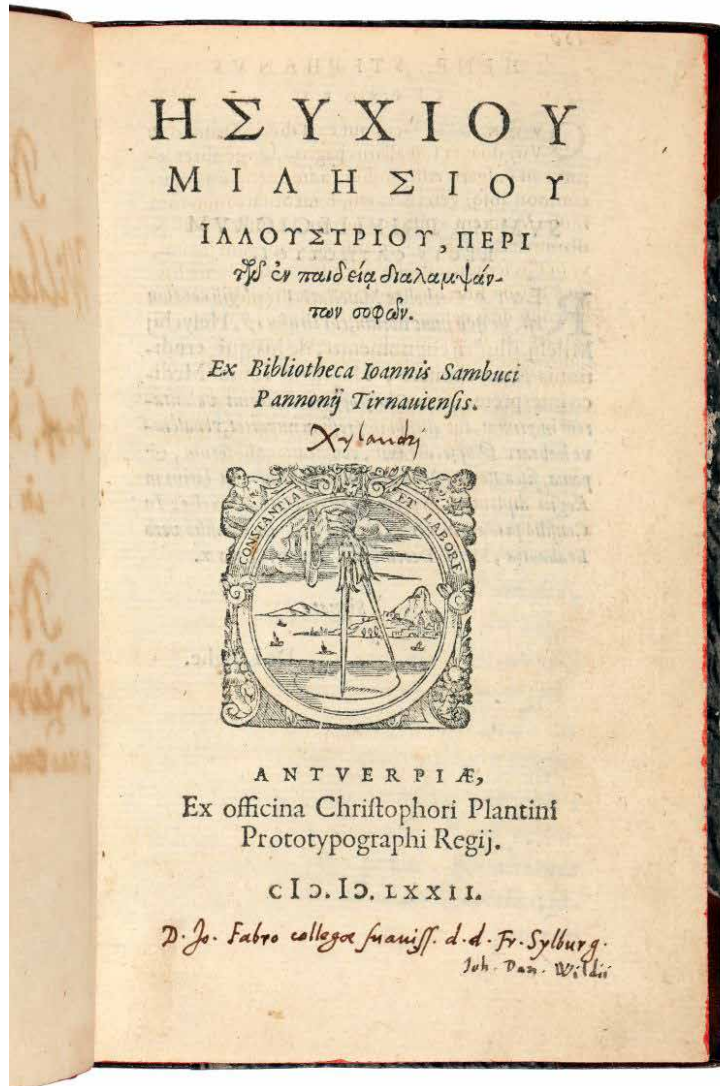 ΗΣΥΧΙΟΥ
ΜΙΛΗΣΙΟΥ
ΙΛΛΟΥΣΤΡΙΟΥ, ΠΕΡΙ
τῶν ἐν παιδείᾳ διαλαμψάν-
των σοφῶν.
Ex Bibliotheca Ioannis Sambuci
Pannonij Tirnauiensis.
Xylandri
CONSTANTIA ET LABORE
ANTVERPIÆ,
Ex officina Chriſtophori Plantini
Prototypographi Regij.
cIↃ.IↃ. LXXII.
D. Jo. Fabro collegæ ſuaviſſ. d. d. Fr. Sylburg.
Joh. Dan. Wildii